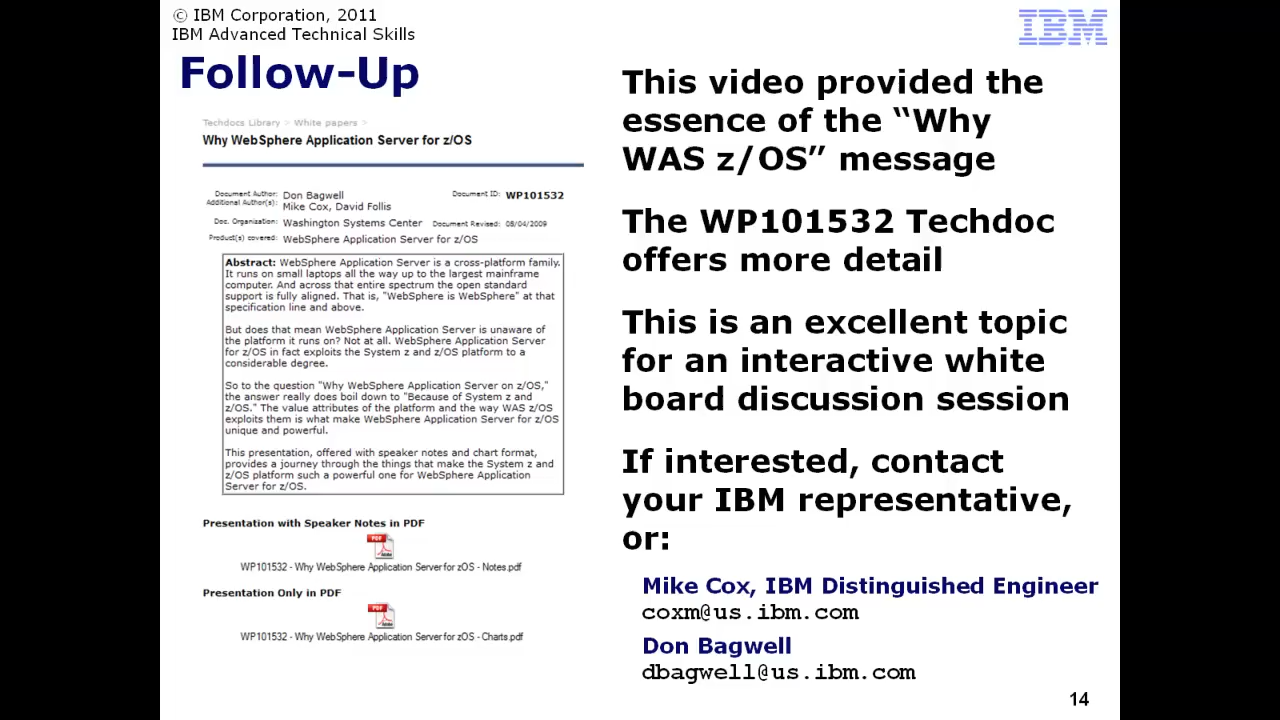 © IBM Corporation, 2011
IBM Advanced Technical Skills
IBM
Follow-Up
Techdocs Library > White papers >
Why WebSphere Application Server for z/OS
Document Author: Don Bagwell Document ID: WP101532
Additional Author(s): Mike Cox, David Follis
Doc. Organization: Washington Systems Center Document Revised: 08/04/2009
Product(s) covered: WebSphere Application Server for z/OS
Abstract: WebSphere Application Server is a cross-platform family.
It runs on small laptops all the way up to the largest mainframe
computer. And across that entire spectrum the open standard
support is fully aligned. That is, "WebSphere is WebSphere" at that
specification line and above.
But does that mean WebSphere Application Server is unaware of
the platform it runs on? Not at all. WebSphere Application Server
for z/OS in fact exploits the System z and z/OS platform to a
considerable degree.
So to the question "Why WebSphere Application Server on z/OS,"
the answer really does boil down to "Because of System z and
z/OS." The value attributes of the platform and the way WAS z/OS
exploits them is what make WebSphere Application Server for z/OS
unique and powerful.
This presentation, offered with speaker notes and chart format,
provides a journey through the things that make the System z and
z/OS platform such a powerful one for WebSphere Application
Server for z/OS.
Presentation with Speaker Notes in PDF
PDF
Adobe
WP101532 - Why WebSphere Application Server for zOS - Notes.pdf
Presentation Only in PDF
PDF
Adobe
WP101532 - Why WebSphere Application Server for zOS - Charts.pdf
This video provided the
essence of the “Why
WAS z/OS” message
The WP101532 Techdoc
offers more detail
This is an excellent topic
for an interactive white
board discussion session
If interested, contact
your IBM representative,
or:
Mike Cox, IBM Distinguished Engineer
coxm@us.ibm.com
Don Bagwell
dbagwell@us.ibm.com
14